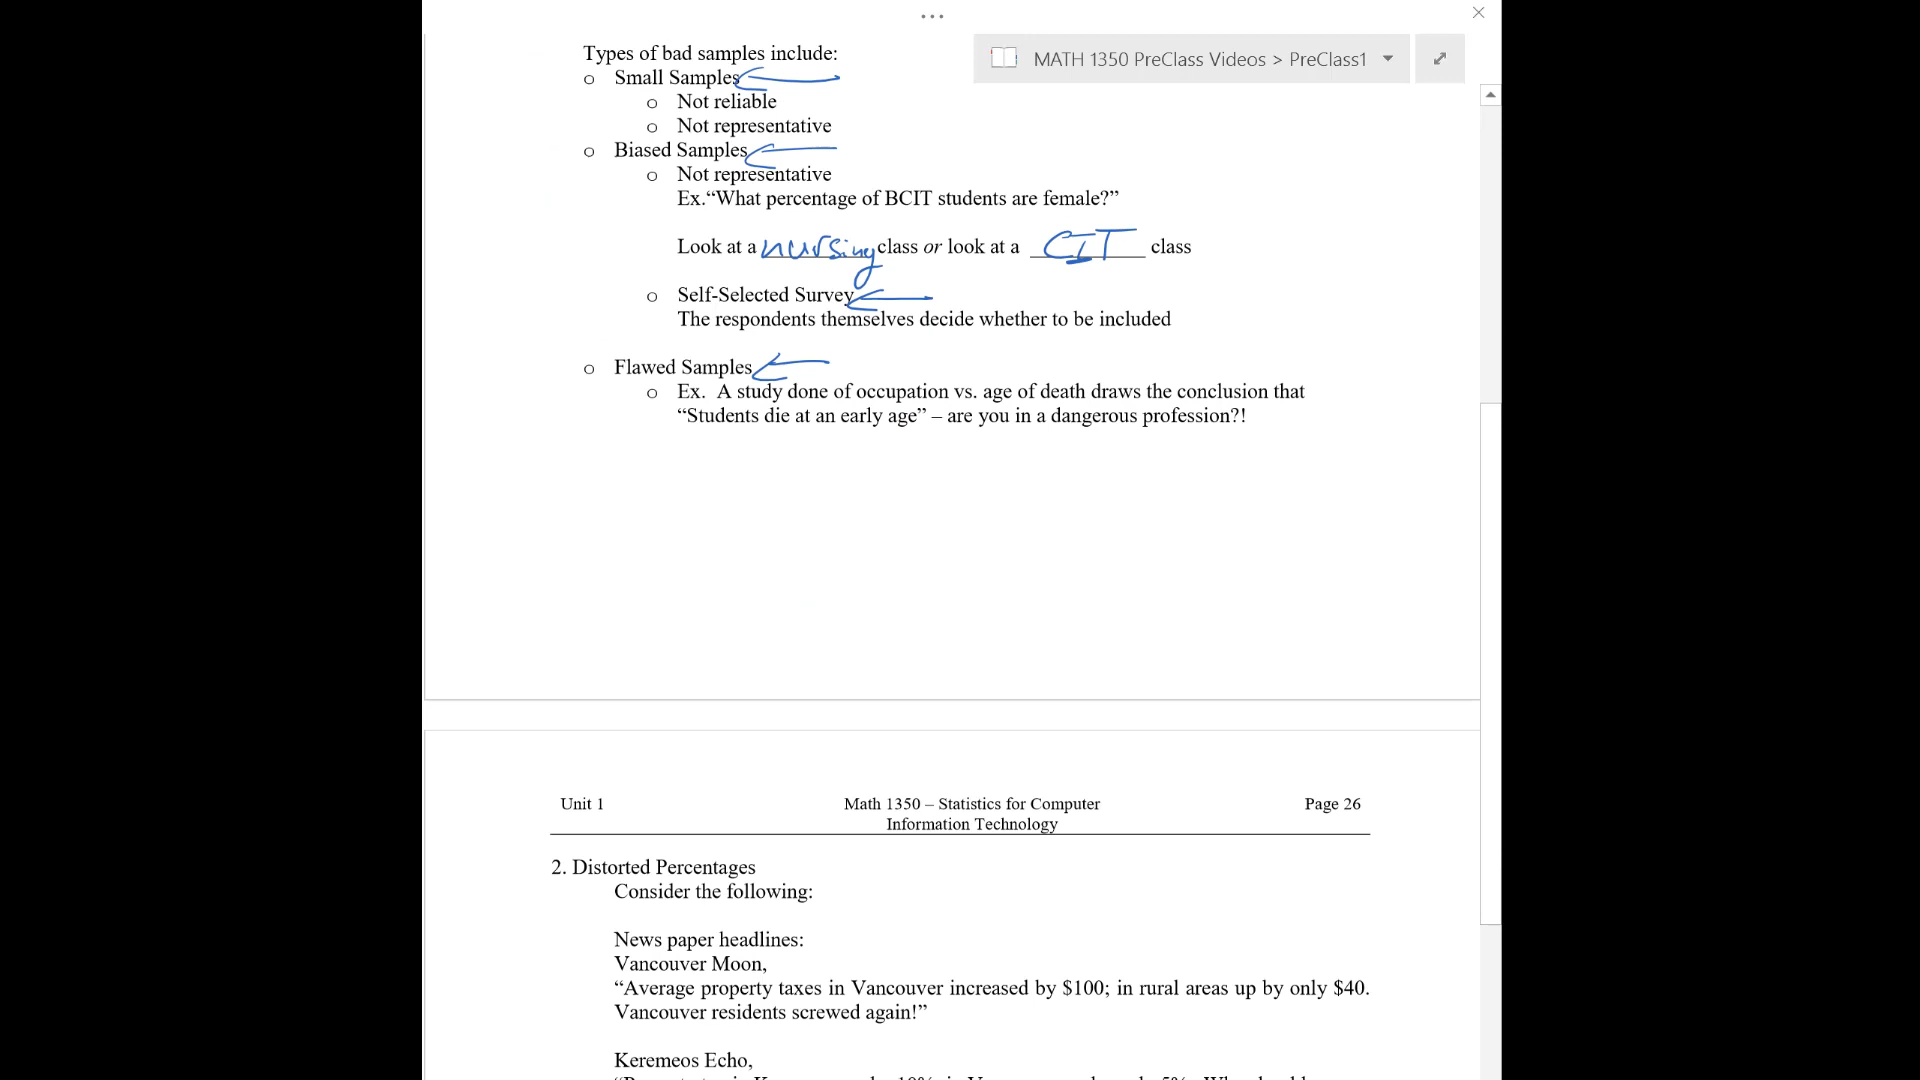 Types of bad samples include:
MATH 1350 PreClass Videos > PreClass1
o Small Samples
o Not reliable
o Not representative
o Biased Samples
o Not representative
Ex.“What percentage of BCIT students are female?”
Look at a nursing class or look at a CIT class
o Self-Selected Survey
The respondents themselves decide whether to be included
o Flawed Samples
o Ex. A study done of occupation vs. age of death draws the conclusion that
“Students die at an early age” – are you in a dangerous profession?!
Unit 1 Math 1350 – Statistics for Computer Page 26
Information Technology
2. Distorted Percentages
Consider the following:
News paper headlines:
Vancouver Moon,
“Average property taxes in Vancouver increased by $100; in rural areas up by only $40.
Vancouver residents screwed again!”
Keremeos Echo,